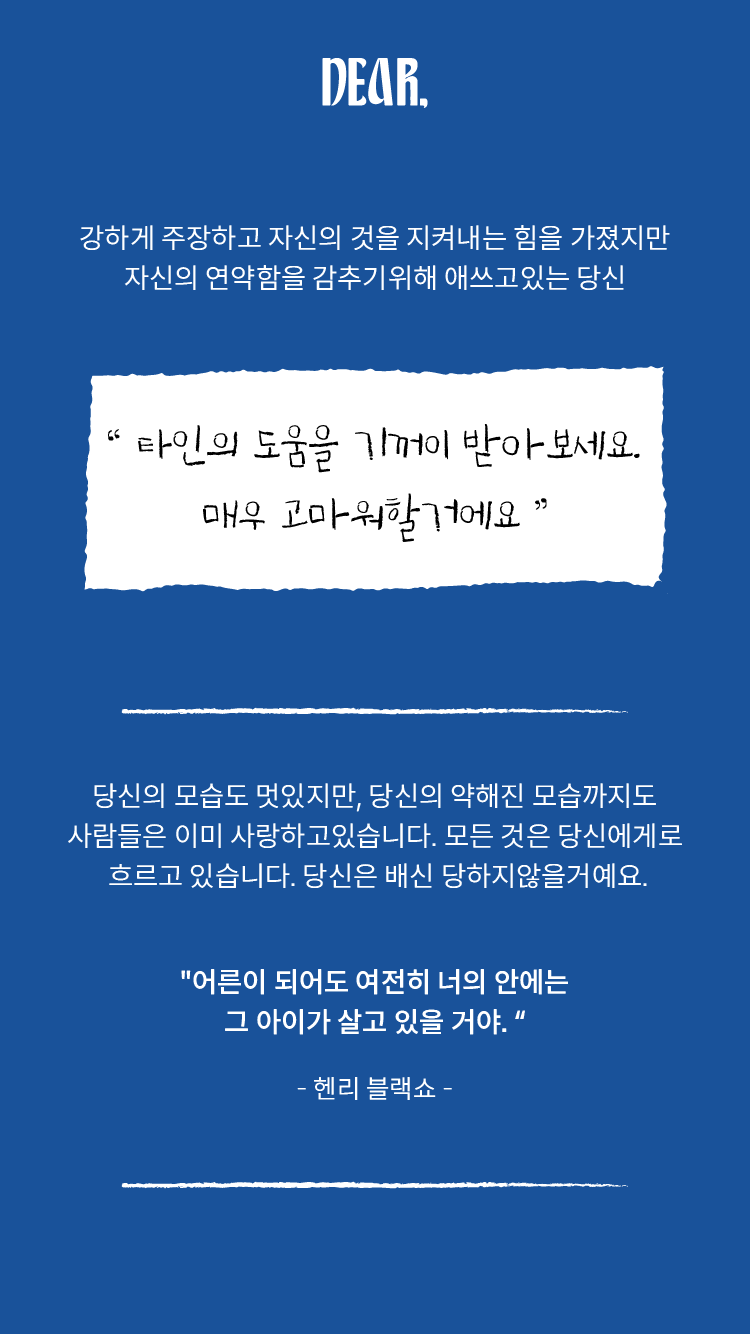 DEAR,
강하게 주장하고 자신의 것을 지켜내는 힘을 가졌지만
자신의 연약함을 감추기위해 애쓰고있는 당신
“ 타인의 도움을 기꺼이 받아보세요.
매우 고마워할거에요 ”
당신의 모습도 멋있지만, 당신의 약해진 모습까지도
사람들은 이미 사랑하고있습니다. 모든 것은 당신에게로
흐르고 있습니다. 당신은 배신 당하지않을거예요.
"어른이 되어도 여전히 너의 안에는
그 아이가 살고 있을 거야. “
- 헨리 블랙쇼 -